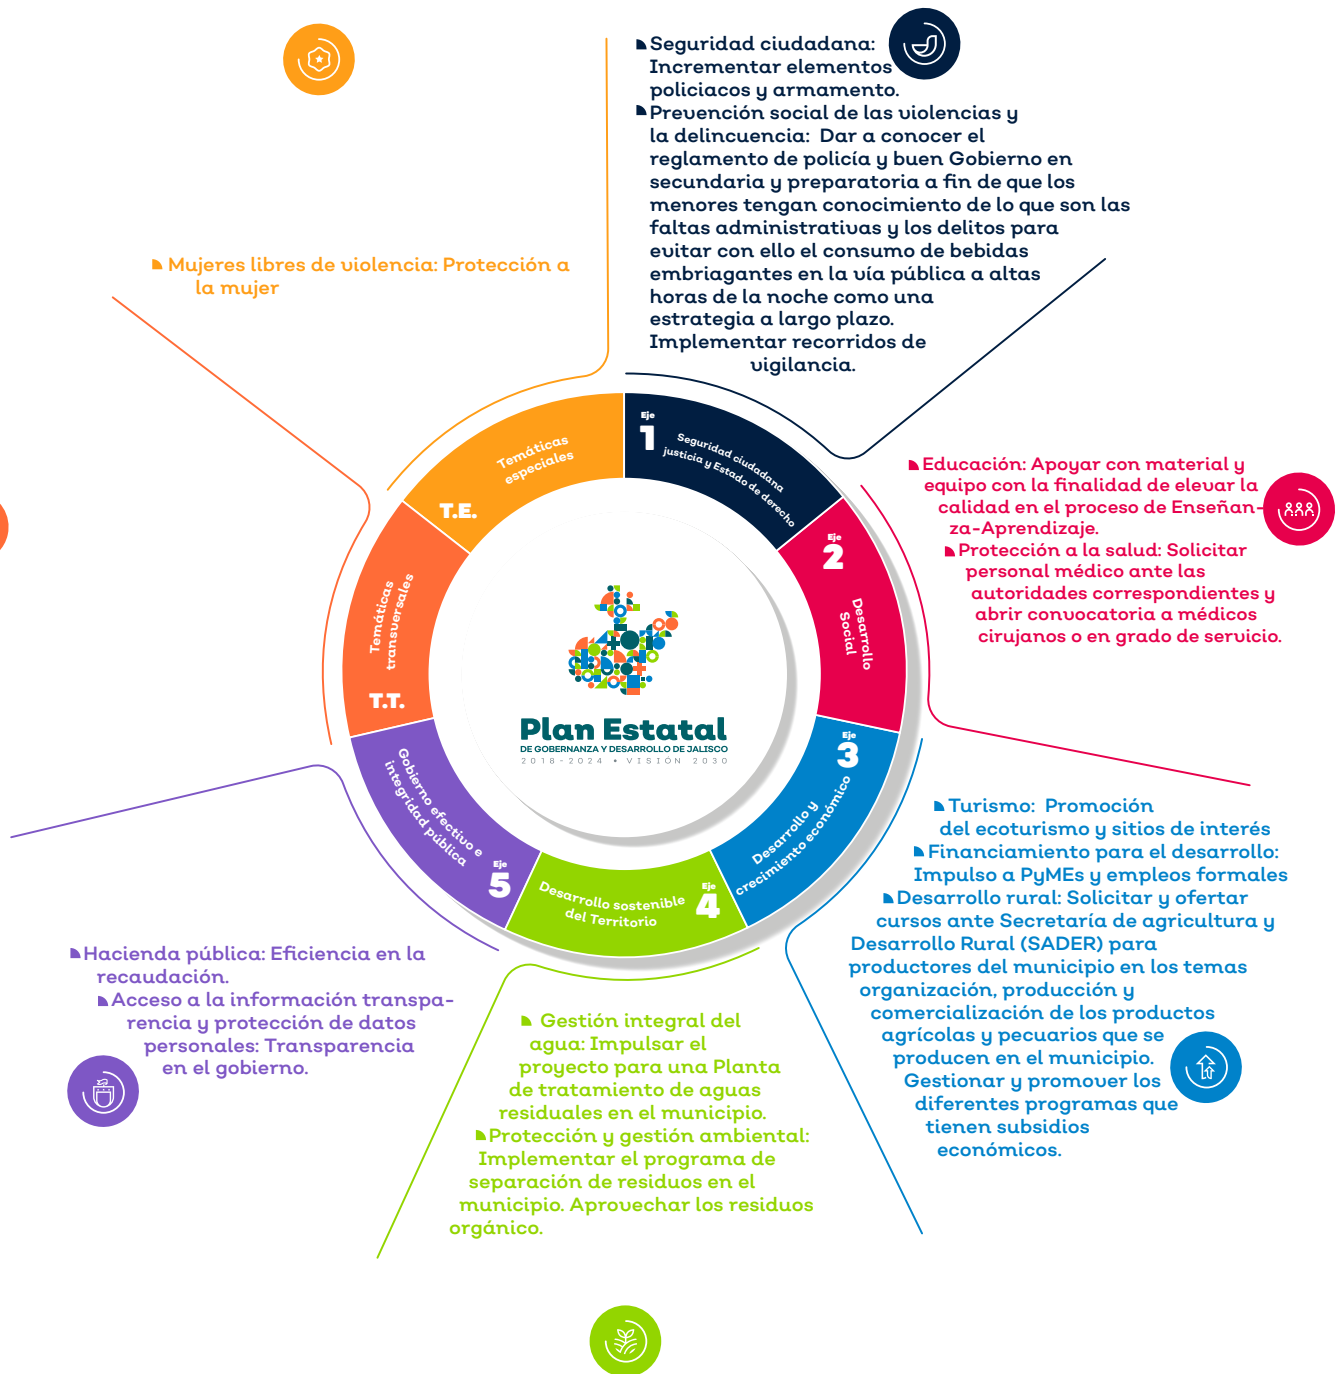 Seguridad ciudadana:
Incrementar elementos
policiacos y armamento.
Prevención social de las violencias y
la delincuencia: Dar a conocer el
reglamento de policía y buen Gobierno en
secundaria y preparatoria a fin de que los
menores tengan conocimiento de lo que son las
faltas administrativas y los delitos para
evitar con ello el consumo de bebidas
embriagantes en la vía pública a altas
horas de la noche como una
estrategia a largo plazo.
Implementar recorridos de
vigilancia.
Mujeres libres de violencia: Protección a
la mujer
Eje
1
Seguridad ciudadana
justicia y Estado de derecho
Temáticas
especiales
T.E.
Educación: Apoyar con material y
equipo con la finalidad de elevar la
calidad en el proceso de Enseñan-
za-Aprendizaje.
Protección a la salud: Solicitar
personal médico ante las
autoridades correspondientes y
abrir convocatoria a médicos
cirujanos o en grado de servicio.
Eje
2
Desarrollo
Social
Temáticas
transversales
T.T.
Plan Estatal
DE GOBERNANZA Y DESARROLLO DE JALISCO
2018-2024 • VISIÓN 2030
Eje
3
Desarrollo y
crecimiento económico
Gobierno efectivo e
integridad pública
Eje
5
Desarrollo sostenible
del Territorio
Eje
4
Turismo: Promoción
del ecoturismo y sitios de interés
Financiamiento para el desarrollo:
Impulso a PyMEs y empleos formales
Desarrollo rural: Solicitar y ofertar
cursos ante Secretaría de agricultura y
Desarrollo Rural (SADER) para
productores del municipio en los temas
organización, producción y
comercialización de los productos
agrícolas y pecuarios que se
producen en el municipio.
Gestionar y promover los
diferentes programas que
tienen subsidios
económicos.
Hacienda pública: Eficiencia en la
recaudación.
Acceso a la información transpa-
rencia y protección de datos
personales: Transparencia
en el gobierno.
Gestión integral del
agua: Impulsar el
proyecto para una Planta
de tratamiento de aguas
residuales en el municipio.
Protección y gestión ambiental:
Implementar el programa de
separación de residuos en el
municipio. Aprovechar los residuos
orgánico.